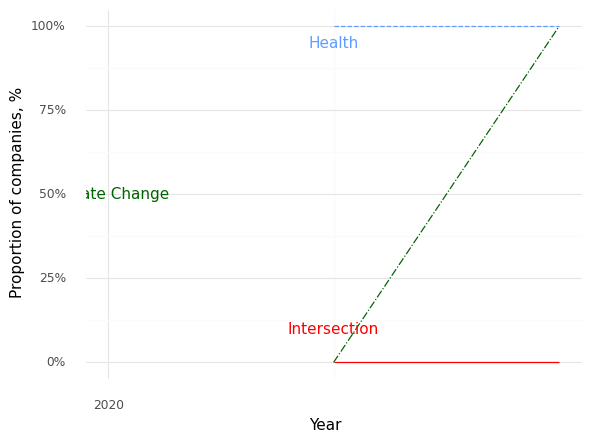 100%
Health
75%
ate Change
50%
25%
Intersection
0%
2020
Year
Proportion of companies, %